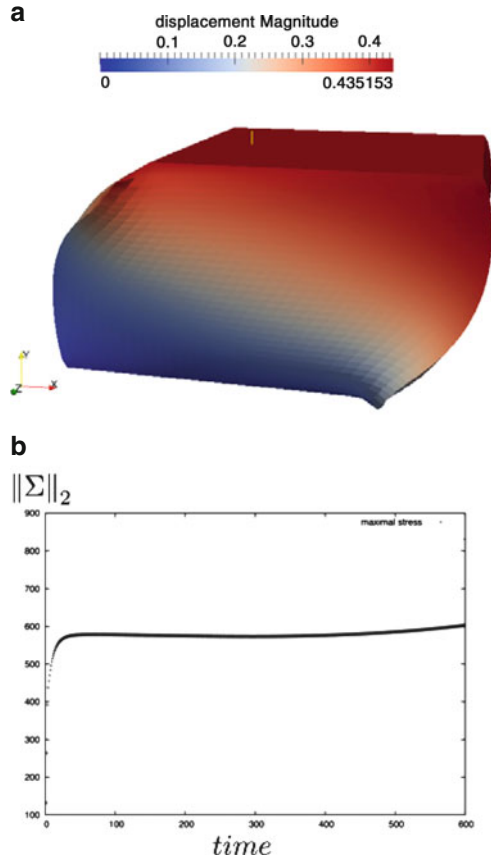 a
displacement Magnitude
0.1 0.2 0.3 0.4
0 0.435153
Y
Z X
b
‖Σ‖₂
maximal stress
900
800
700
600
500
400
300
200
100
0 100 200 300 400 500 600
time